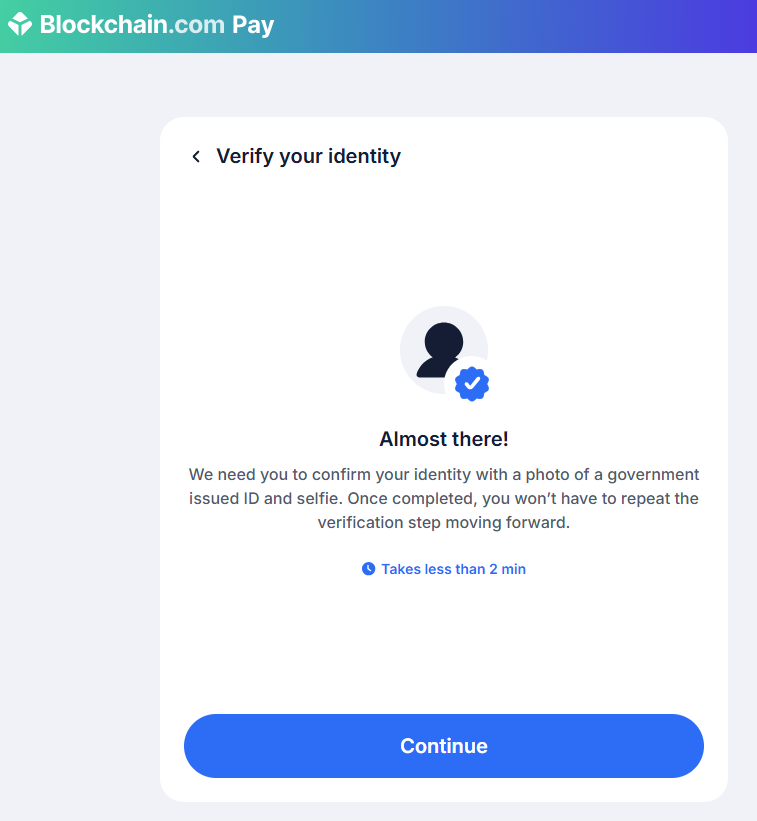 Blockchain.com Pay
Verify your identity
Almost there!
We need you to confirm your identity with a photo of a government
issued ID and selfie. Once completed, you won’t have to repeat the
verification step moving forward.
Takes less than 2 min
Continue